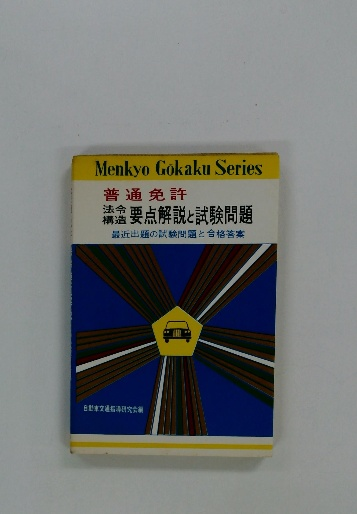 Menkyo Gōkaku Series
普通免許
法令
構造 要点解説と試験問題
最近出題の試験問題と合格答案
自動車交通指導研究会編